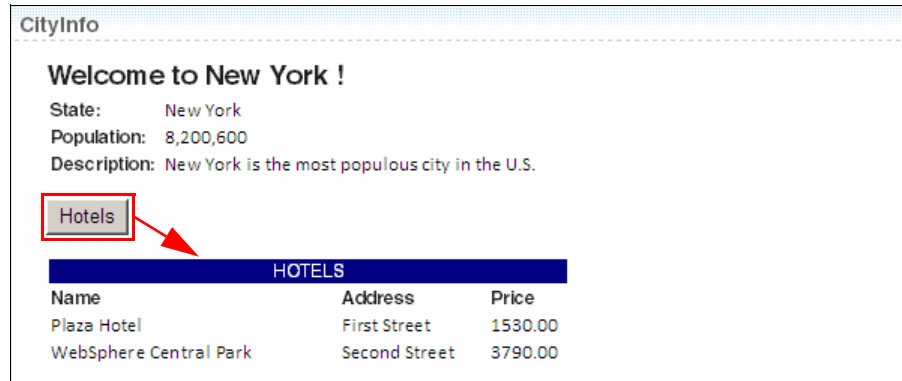 CityInfo
Welcome to New York !
State: New York
Population: 8,200,600
Description: New York is the most populous city in the U.S.
Hotels
HOTELS
Name Address Price
Plaza Hotel First Street 1530.00
WebSphere Central Park Second Street 3790.00